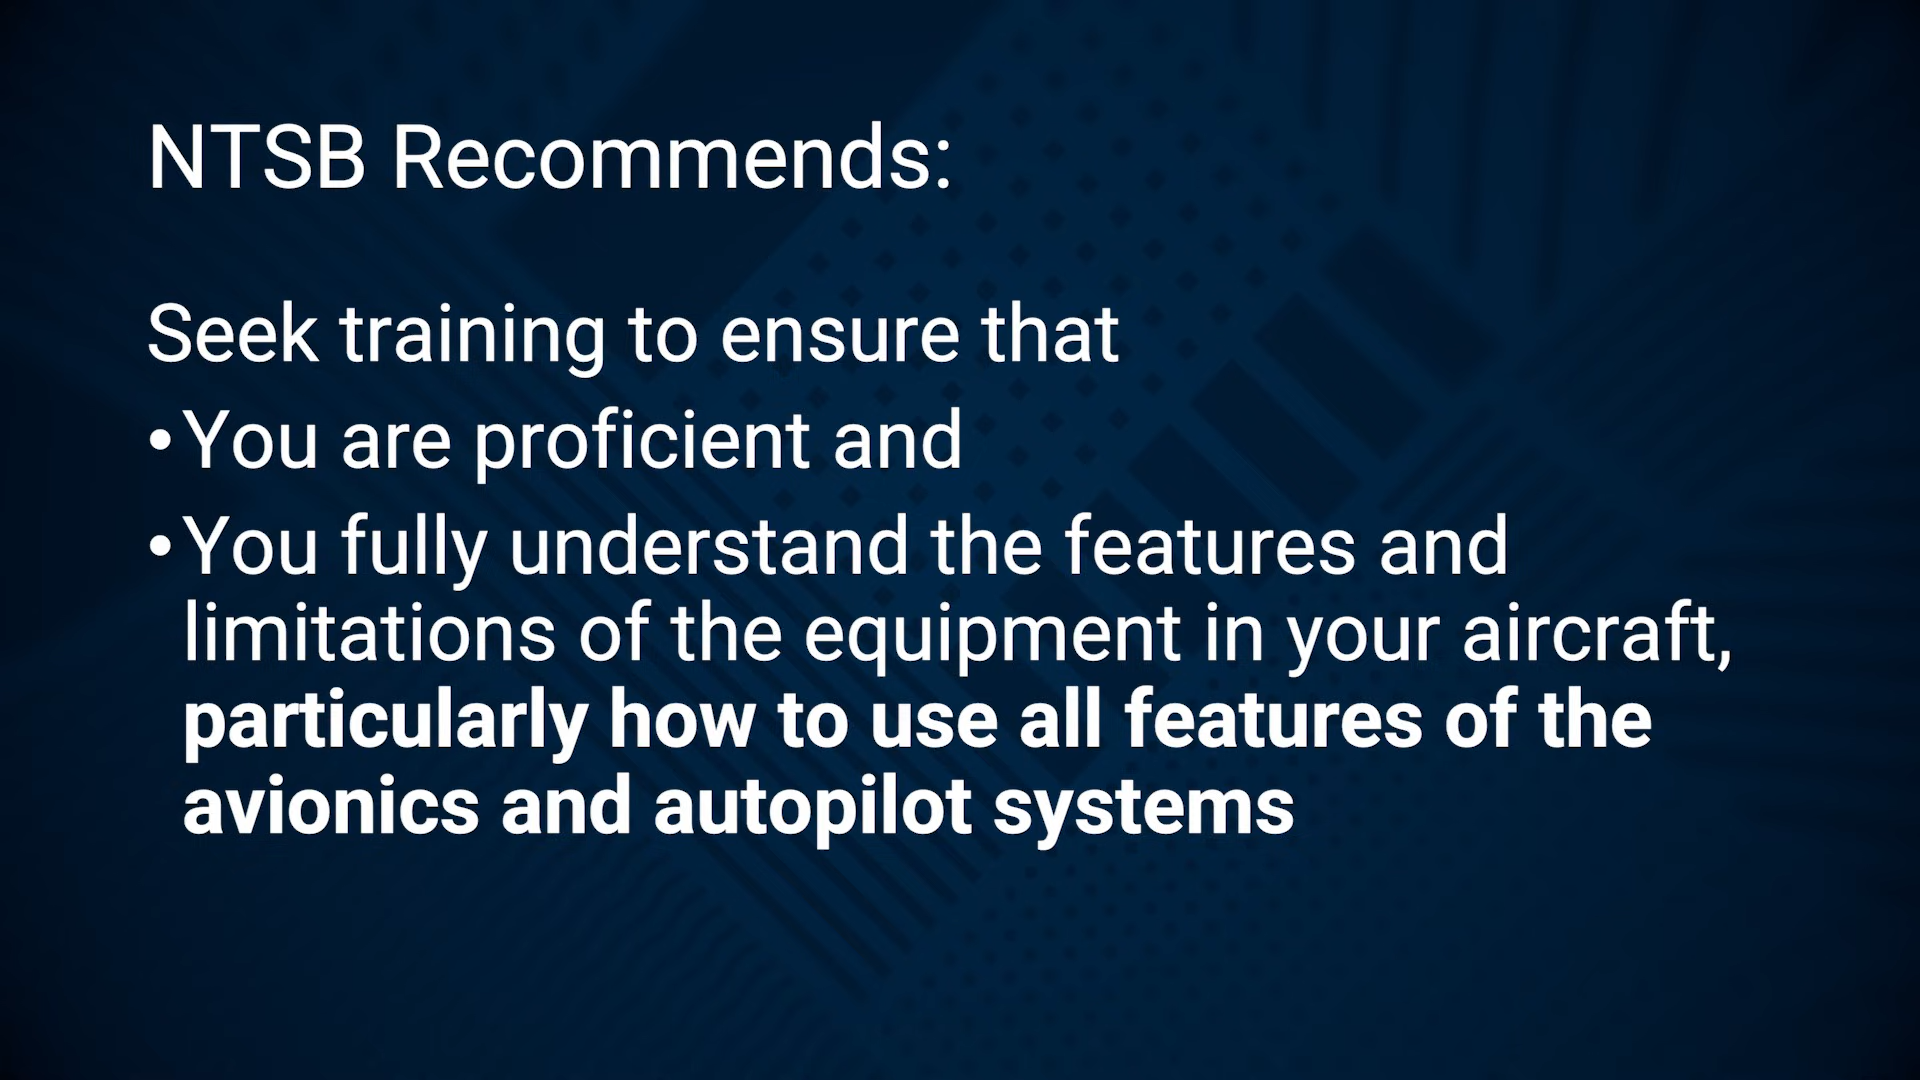 NTSB Recommends:
Seek training to ensure that
• You are proficient and
• You fully understand the features and
limitations of the equipment in your aircraft,
particularly how to use all features of the
avionics and autopilot systems